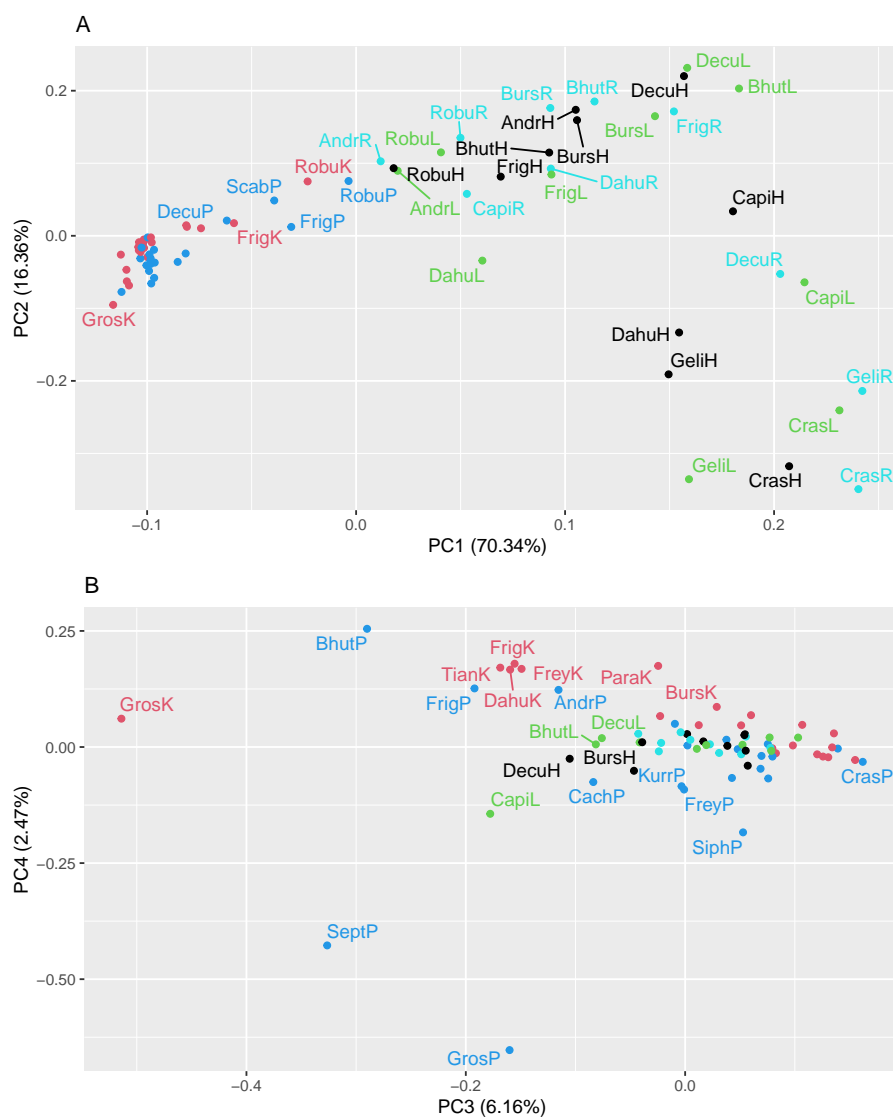 A
DecuL
DecuH
BhutL
BursR
BhutR
AndrH
BursL
FrigR
RobuR
RobuL
AndrR
BhutH
BursH
RobuK
RobuH
FrigH
DahuR
ScabP
RobuP
AndrL
CapiR
FrigL
CapiH
DecuP
FrigP
FrigK
DahuL
DecuR
CapiL
GrosK
DahuH
GeliH
GeliR
CrasL
GeliL
CrasH
CrasR
0.2
0.0
−0.2
PC2 (16.36%)
−0.1
0.0
0.1
0.2
PC1 (70.34%)
B
BhutP
FrigK
TianK
FreyK
DahuK
ParaK
GrosK
FrigP
AndrP
BursK
BhutL
DecuL
DecuH
BursH
KurrP
CrasP
CachP
FreyP
CapiL
SiphP
SeptP
GrosP
0.25
0.00
−0.25
−0.50
PC4 (2.47%)
−0.4
−0.2
0.0
PC3 (6.16%)